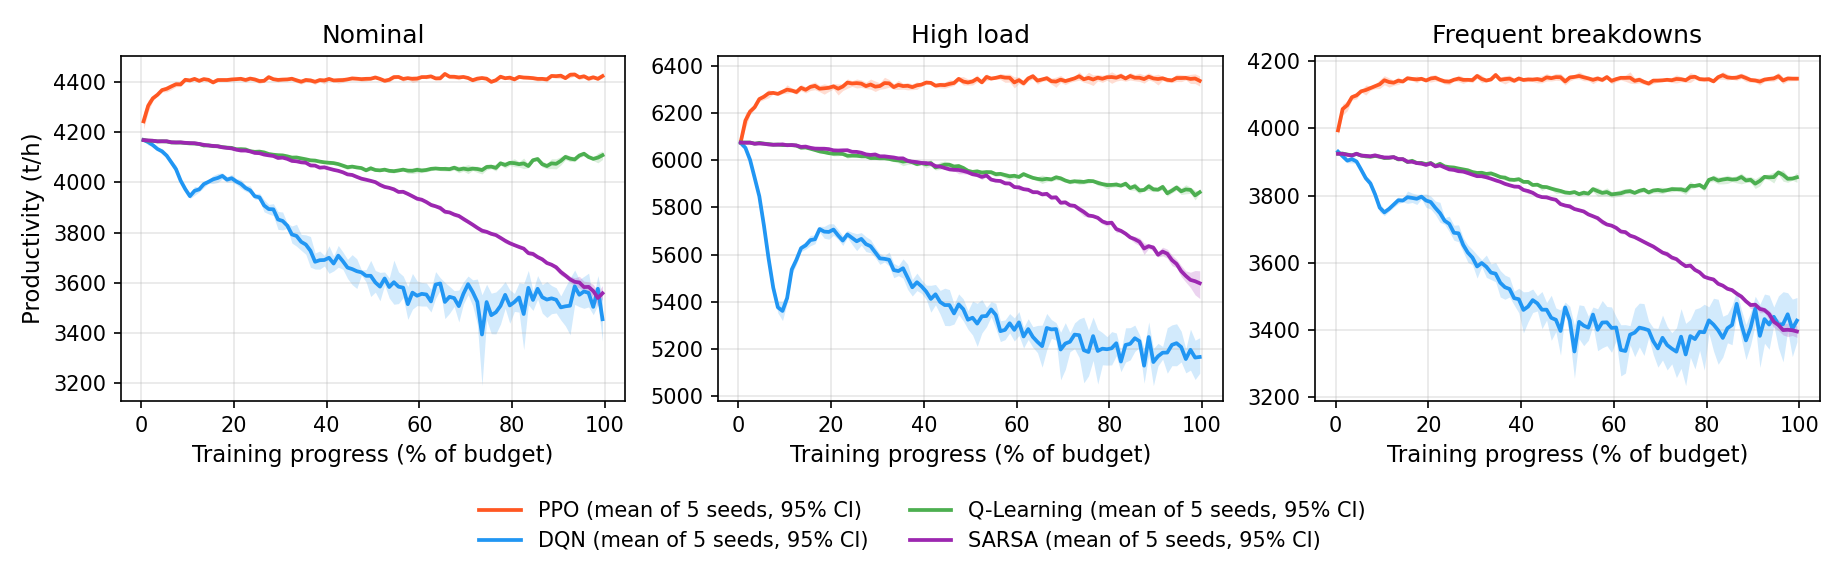 Nominal
High load
Frequent breakdowns
Productivity (t/h)
4400
4200
4000
3800
3600
3400
3200
0 20 40 60 80 100
Training progress (% of budget)
6400
6200
6000
5800
5600
5400
5200
5000
0 20 40 60 80 100
Training progress (% of budget)
4200
4000
3800
3600
3400
3200
0 20 40 60 80 100
Training progress (% of budget)
PPO (mean of 5 seeds, 95% CI)
DQN (mean of 5 seeds, 95% CI)
Q-Learning (mean of 5 seeds, 95% CI)
SARSA (mean of 5 seeds, 95% CI)